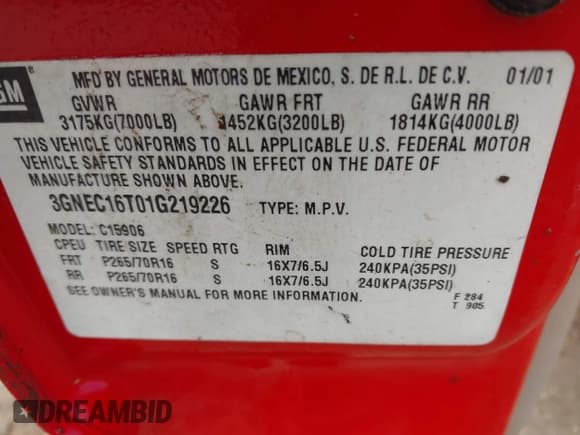 GM ®
MFD BY GENERAL MOTORS DE MEXICO, S. DE R.L. DE C.V. 01/01
GVWR GAWR FRT GAWR RR
3175KG(7000LB) 1452KG(3200LB) 1814KG(4000LB)
THIS VEHICLE CONFORMS TO ALL APPLICABLE U.S. FEDERAL MOTOR
VEHICLE SAFETY STANDARDS IN EFFECT ON THE DATE OF
MANUFACTURE SHOWN ABOVE.
3GNEC16T01G219226 TYPE: M.P.V.
MODEL: C15906
CPEU TIRE SIZE SPEED RTG RIM COLD TIRE PRESSURE
FRT P265/70R16 S 16X7/6.5J 240KPA(35PSI)
RR P265/70R16 S 16X7/6.5J 240KPA(35PSI)
SEE OWNER'S MANUAL FOR MORE INFORMATION.
F 284
T 905
DREAMBID